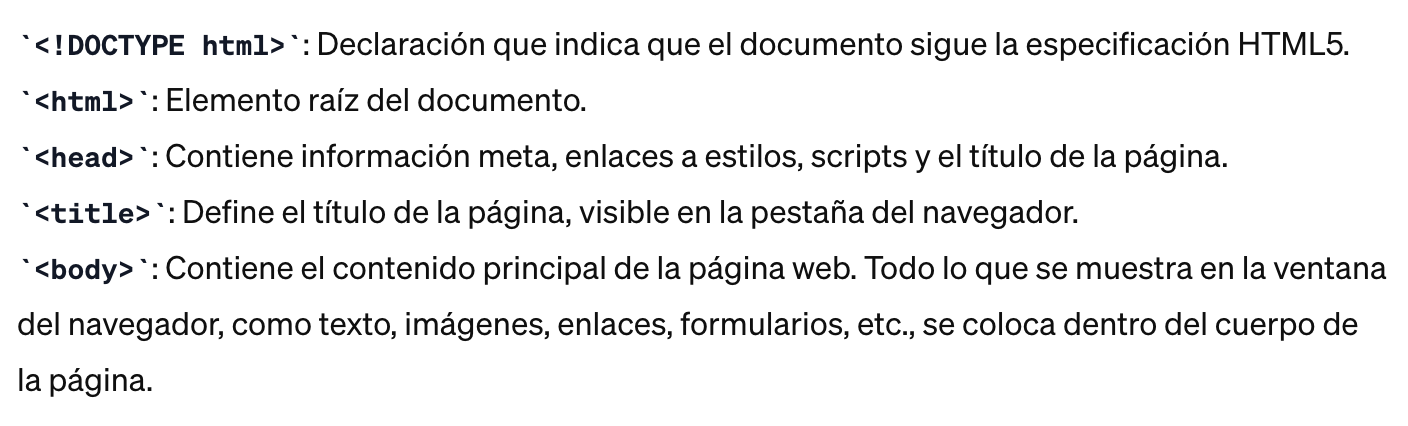 `<!DOCTYPE html>`: Declaración que indica que el documento sigue la especificación HTML5.
`<html>`: Elemento raíz del documento.
`<head>`: Contiene información meta, enlaces a estilos, scripts y el título de la página.
`<title>`: Define el título de la página, visible en la pestaña del navegador.
`<body>`: Contiene el contenido principal de la página web. Todo lo que se muestra en la ventana
del navegador, como texto, imágenes, enlaces, formularios, etc., se coloca dentro del cuerpo de
la página.